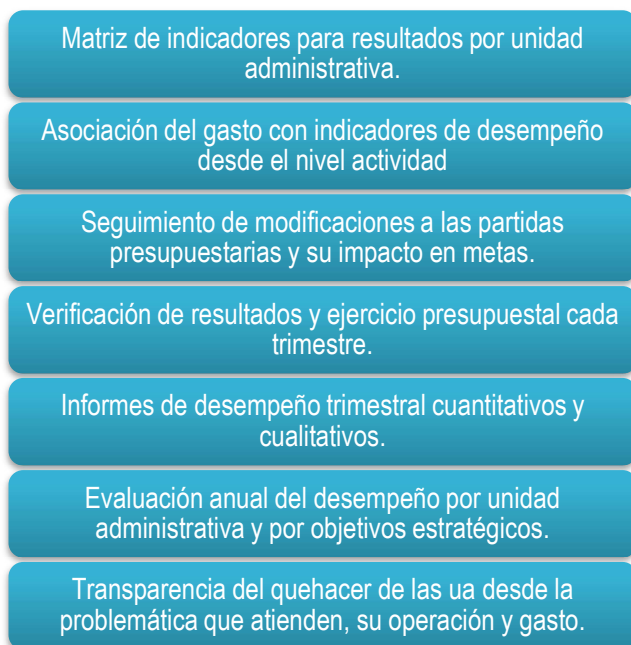 Matriz de indicadores para resultados por unidad
administrativa.
Asociación del gasto con indicadores de desempeño
desde el nivel actividad
Seguimiento de modificaciones a las partidas
presupuestarias y su impacto en metas.
Verificación de resultados y ejercicio presupuestal cada
trimestre.
Informes de desempeño trimestral cuantitativos y
cualitativos.
Evaluación anual del desempeño por unidad
administrativa y por objetivos estratégicos.
Transparencia del quehacer de las ua desde la
problemática que atienden, su operación y gasto.